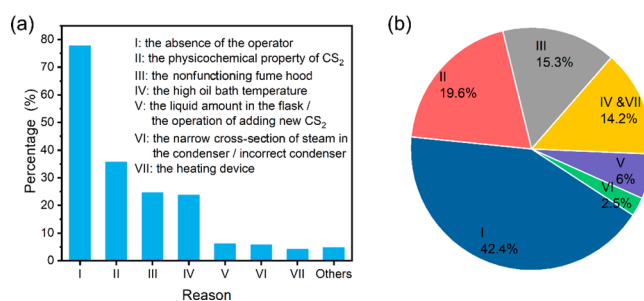 (a)
80
70
60
50
40
30
20
10
0
Percentage (%)
I: the absence of the operator
II: the physicochemical property of CS₂
III: the nonfunctioning fume hood
IV: the high oil bath temperature
V: the liquid amount in the flask /
the operation of adding new CS₂
VI: the narrow cross-section of steam in
the condenser / incorrect condenser
VII: the heating device
I II III IV V VI VII Others
Reason
(b)
III
15.3%
II
19.6%
IV &VII
14.2%
V
6%
VI
2.5%
I
42.4%